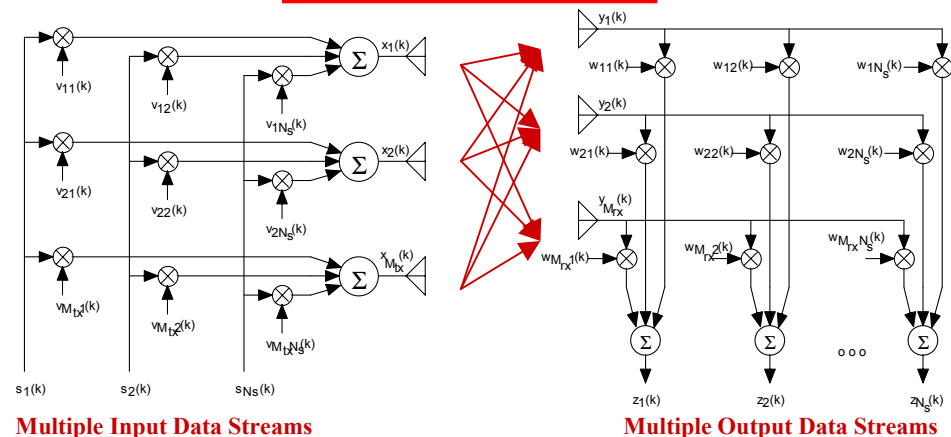 x1(k)
v11(k)
v12(k)
v1Ns(k)
x2(k)
v21(k)
v22(k)
v2Ns(k)
xMtx(k)
vMtx1(k)
vMtx2(k)
vMtxNs(k)
s1(k)
s2(k)
sNs(k)
Σ
Σ
Σ
Multiple Input Data Streams
y1(k)
w11(k)
w12(k)
w1Ns(k)
y2(k)
w21(k)
w22(k)
w2Ns(k)
yMrx(k)
wMrx1(k)
wMrx2(k)
wMrxNs(k)
Σ
Σ
o o o
Σ
z1(k)
z2(k)
zNs(k)
Multiple Output Data Streams